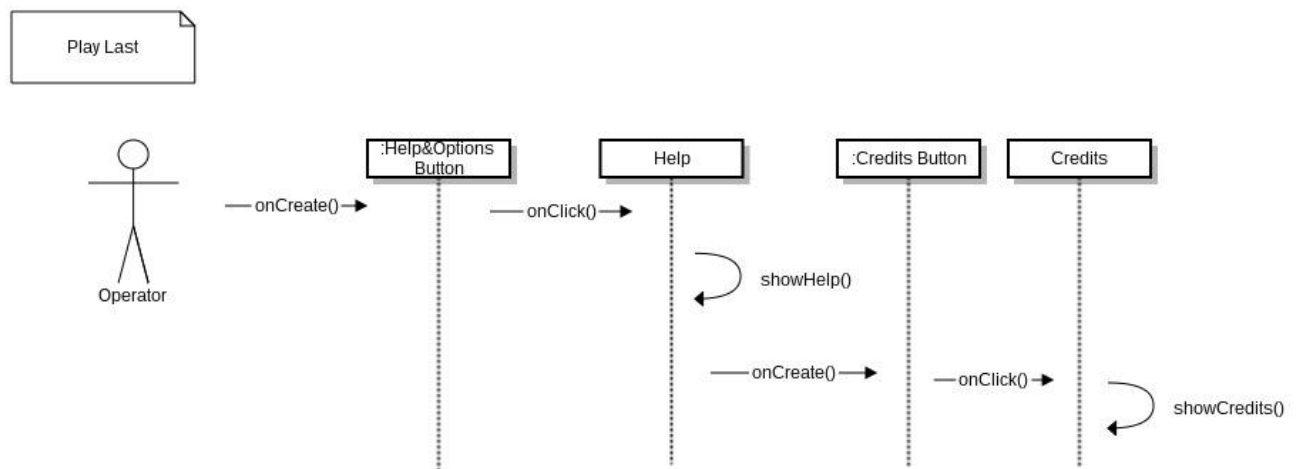 Play Last
:Help&Options
Button
Help
:Credits Button
Credits
onCreate()
onClick()
showHelp()
Operator
onCreate()
onClick()
showCredits()